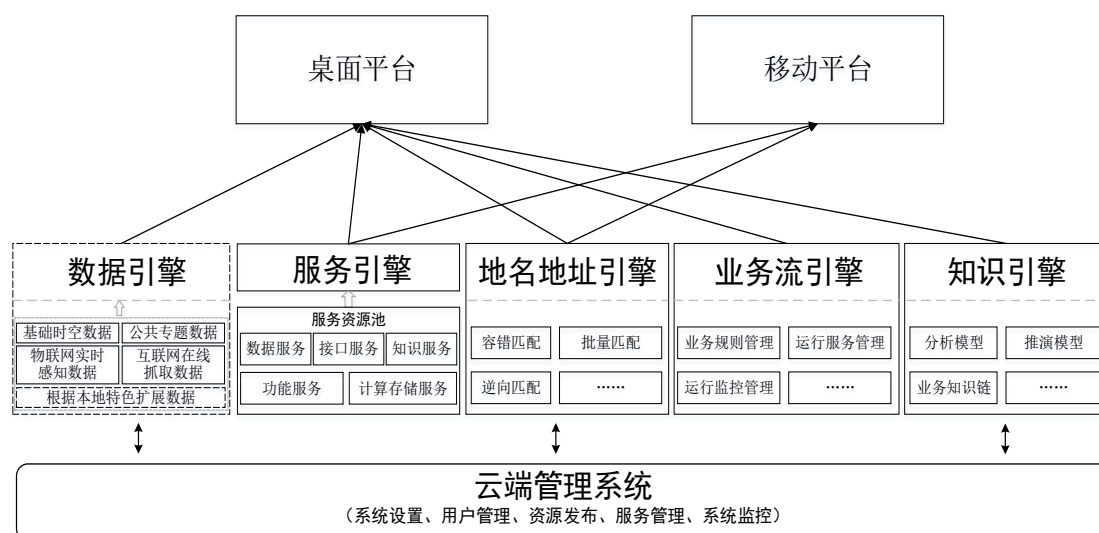 桌面平台
移动平台
数据引擎
基础时空数据
公共专题数据
物联网实时
感知数据
互联网在线
抓取数据
根据本地特色扩展数据
服务引擎
服务资源池
数据服务
接口服务
知识服务
功能服务
计算存储服务
地名地址引擎
容错匹配
批量匹配
逆向匹配
……
业务流引擎
业务规则管理
运行服务管理
运行监控管理
……
知识引擎
分析模型
推演模型
业务知识链
……
云端管理系统
（系统设置、用户管理、资源发布、服务管理、系统监控）